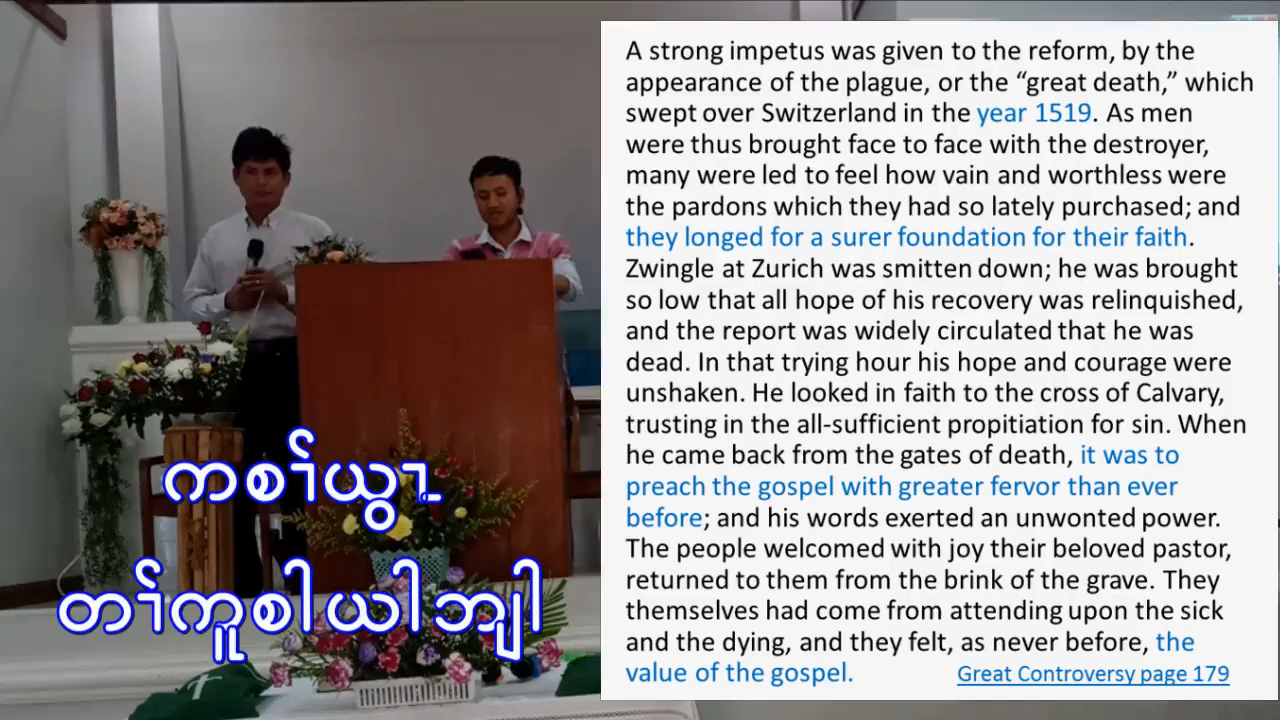 A strong impetus was given to the reform, by the
appearance of the plague, or the “great death,” which
swept over Switzerland in the year 1519. As men
were thus brought face to face with the destroyer,
many were led to feel how vain and worthless were
the pardons which they had so lately purchased; and
they longed for a surer foundation for their faith.
Zwingle at Zurich was smitten down; he was brought
so low that all hope of his recovery was relinquished,
and the report was widely circulated that he was
dead. In that trying hour his hope and courage were
unshaken. He looked in faith to the cross of Calvary,
trusting in the all-sufficient propitiation for sin. When
he came back from the gates of death, it was to
preach the gospel with greater fervor than ever
before; and his words exerted an unwonted power.
The people welcomed with joy their beloved pastor,
returned to them from the brink of the grave. They
themselves had come from attending upon the sick
and the dying, and they felt, as never before, the
value of the gospel. Great Controversy page 179
ကစၢ်ယွၤ
တၢ်ကူစါယါဘျါ